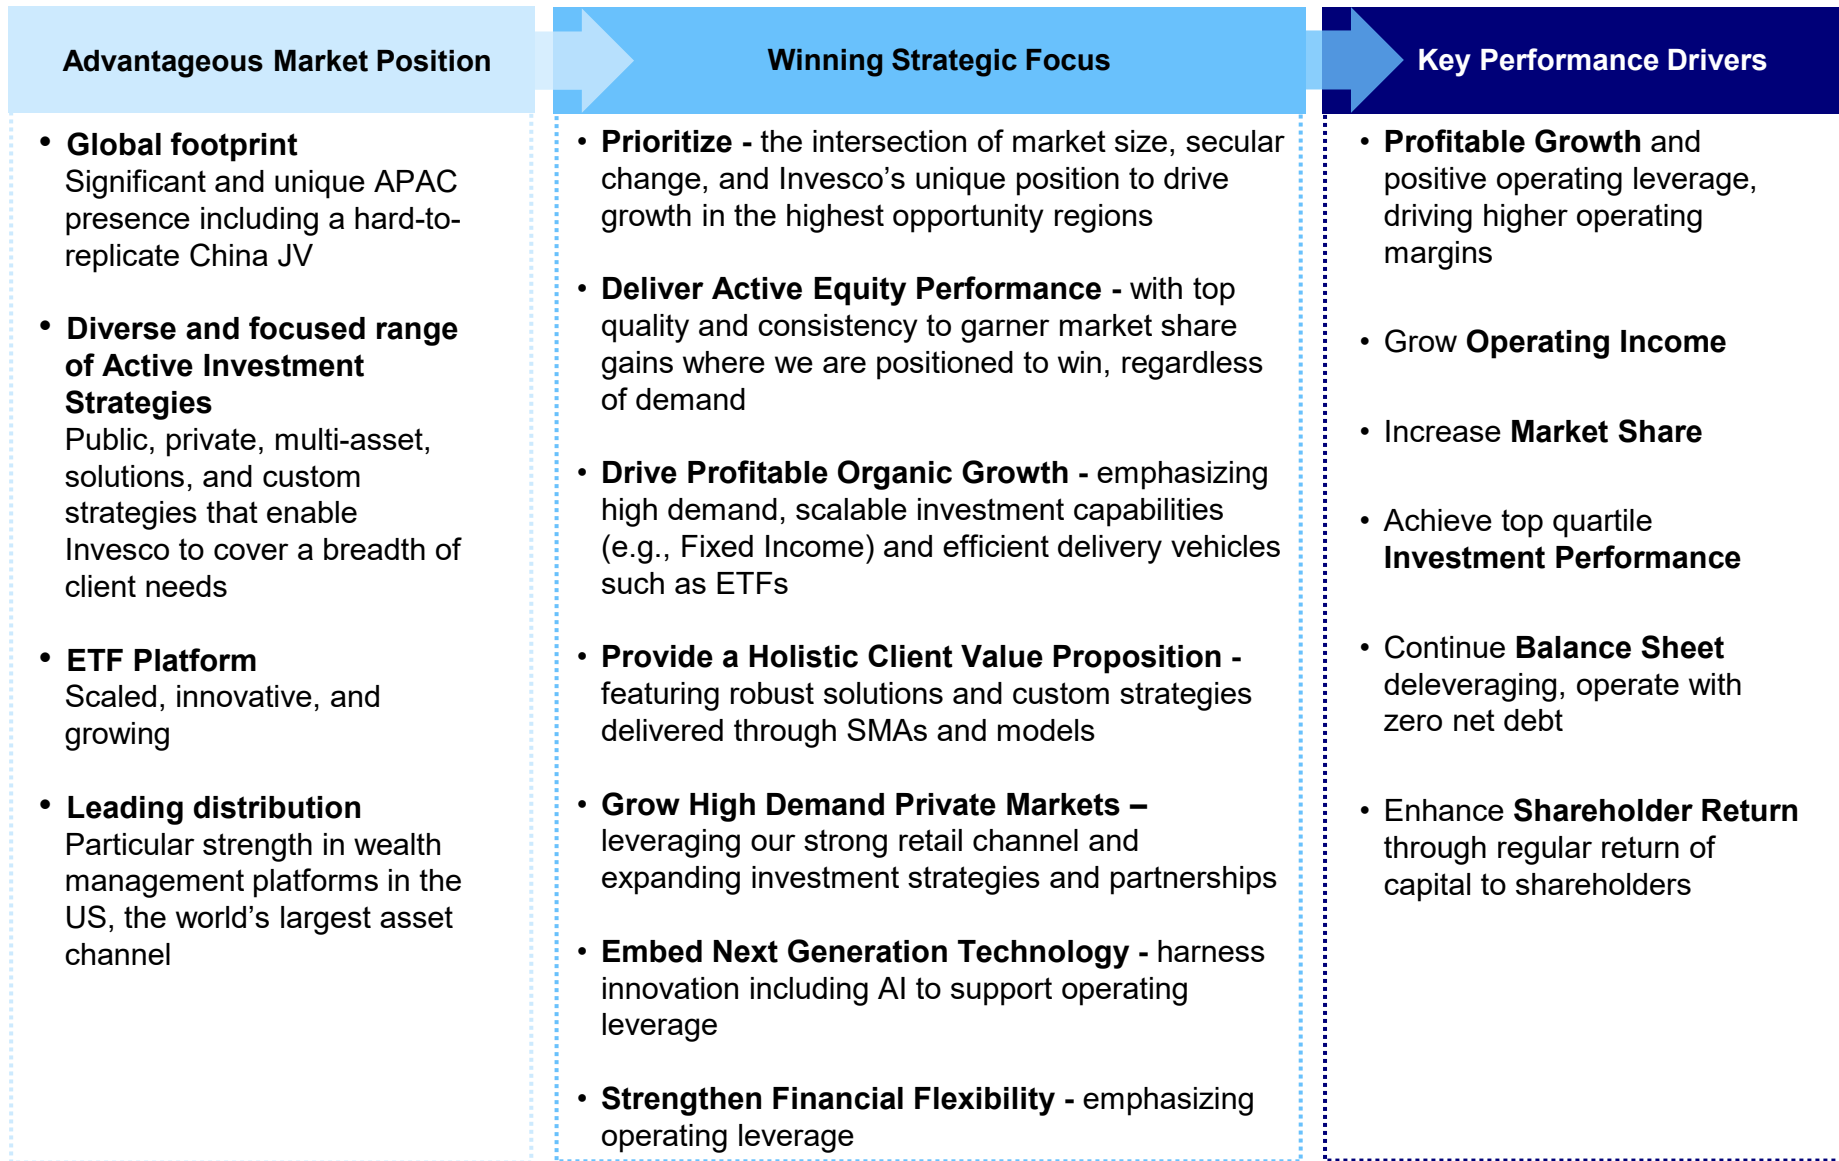 Advantageous Market Position
• Global footprint
Significant and unique APAC
presence including a hard-to-
replicate China JV
• Diverse and focused range
of Active Investment
Strategies
Public, private, multi-asset,
solutions, and custom
strategies that enable
Invesco to cover a breadth of
client needs
• ETF Platform
Scaled, innovative, and
growing
• Leading distribution
Particular strength in wealth
management platforms in the
US, the world’s largest asset
channel
Winning Strategic Focus
• Prioritize - the intersection of market size, secular
change, and Invesco’s unique position to drive
growth in the highest opportunity regions
• Deliver Active Equity Performance - with top
quality and consistency to garner market share
gains where we are positioned to win, regardless
of demand
• Drive Profitable Organic Growth - emphasizing
high demand, scalable investment capabilities
(e.g., Fixed Income) and efficient delivery vehicles
such as ETFs
• Provide a Holistic Client Value Proposition -
featuring robust solutions and custom strategies
delivered through SMAs and models
• Grow High Demand Private Markets –
leveraging our strong retail channel and
expanding investment strategies and partnerships
• Embed Next Generation Technology - harness
innovation including AI to support operating
leverage
• Strengthen Financial Flexibility - emphasizing
operating leverage
Key Performance Drivers
• Profitable Growth and
positive operating leverage,
driving higher operating
margins
• Grow Operating Income
• Increase Market Share
• Achieve top quartile
Investment Performance
• Continue Balance Sheet
deleveraging, operate with
zero net debt
• Enhance Shareholder Return
through regular return of
capital to shareholders